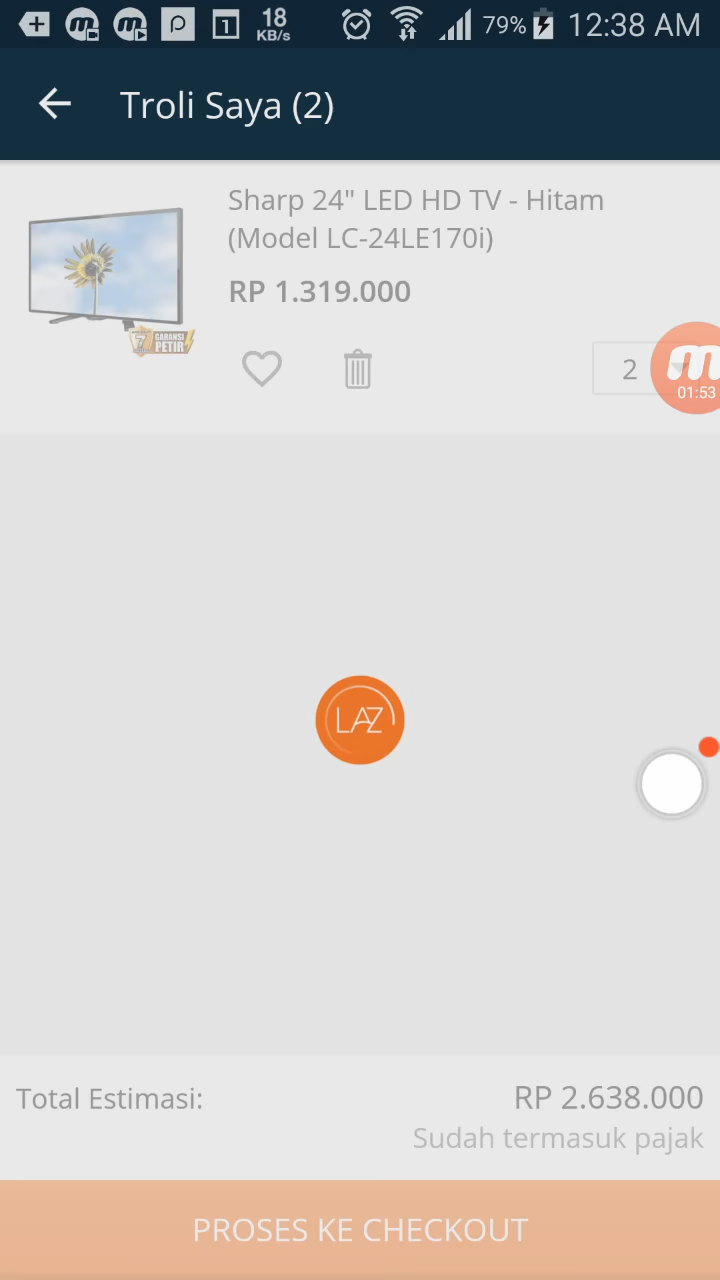 18
KB/s
1
79%
12:38 AM
Troli Saya (2)
Sharp 24" LED HD TV - Hitam
(Model LC-24LE170i)
RP 1.319.000
7
GARANSI
PETIR
2
m
01:53
LAZ
Total Estimasi:
RP 2.638.000
Sudah termasuk pajak
PROSES KE CHECKOUT